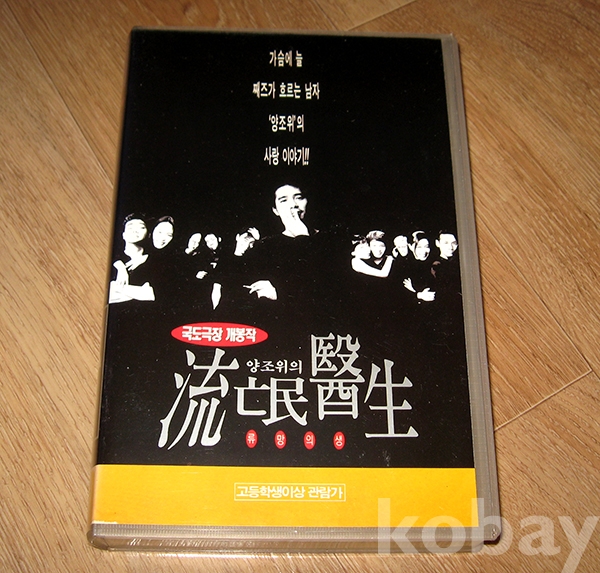 가슴에 늘
째즈가 흐르는 남자
'양조위'의
사랑 이야기!!
국도극장 개봉작
양조위의
流氓醫生
류망의생
고등학생이상 관람가
kobay